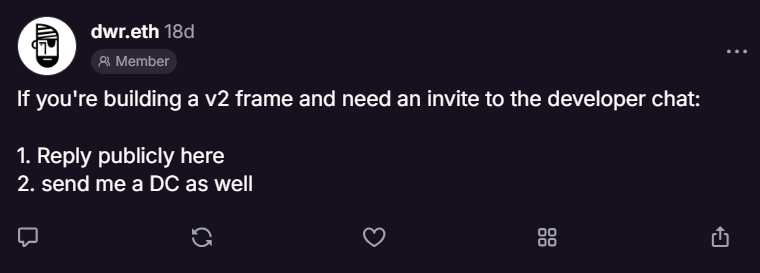 dwr.eth 18d
Member
If you're building a v2 frame and need an invite to the developer chat:
1. Reply publicly here
2. send me a DC as well